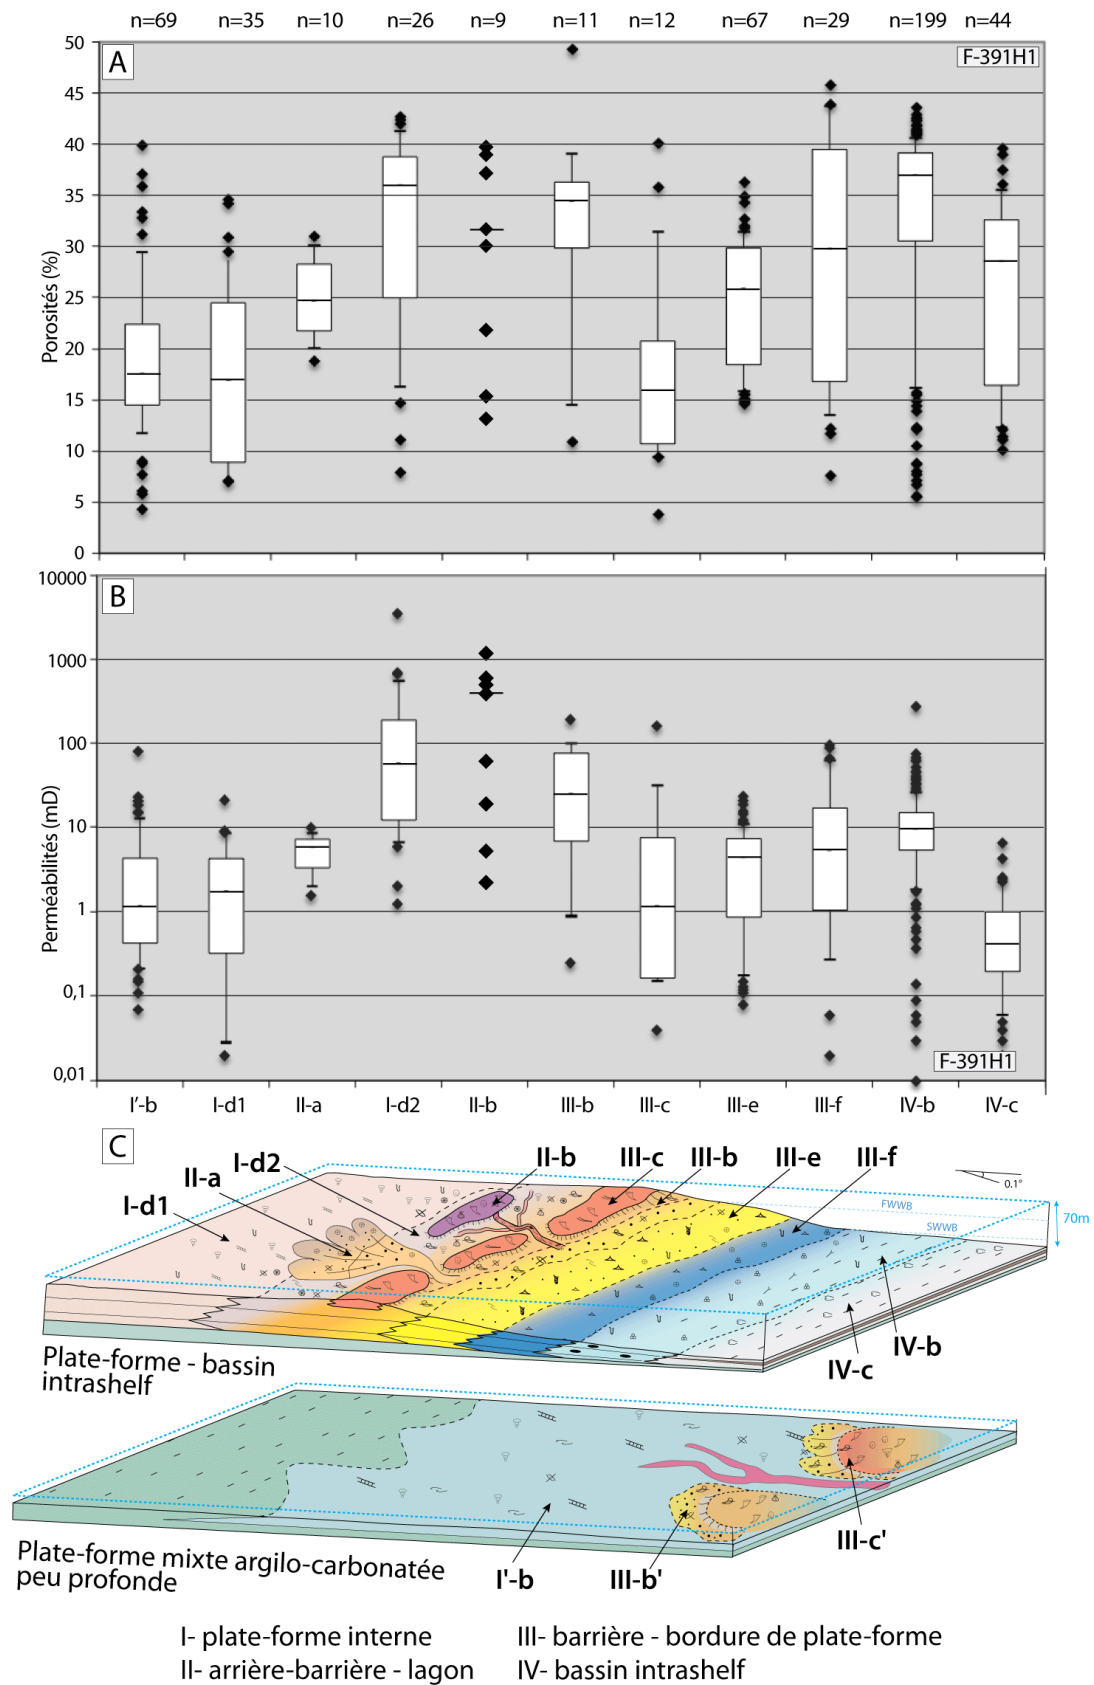 n=69 n=35 n=10 n=26 n=9 n=11 n=12 n=67 n=29 n=199 n=44
A
F-391H1
Porosités (%)
50
45
40
35
30
25
20
15
10
5
0
B
Perméabilités (mD)
10000
1000
100
10
1
0,1
0,01
F-391H1
I'-b I-d1 II-a I-d2 II-b III-b III-c III-e III-f IV-b IV-c
C
I-d1
II-a
I-d2
II-b
III-c
III-b
III-e
III-f
0.1°
FWWB
SWWB
70m
IV-b
IV-c
Plate-forme - bassin
intrashelf
III-c'
I'-b
III-b'
Plate-forme mixte argilo-carbonatée
peu profonde
I- plate-forme interne
II- arrière-barrière - lagon
III- barrière - bordure de plate-forme
IV- bassin intrashelf